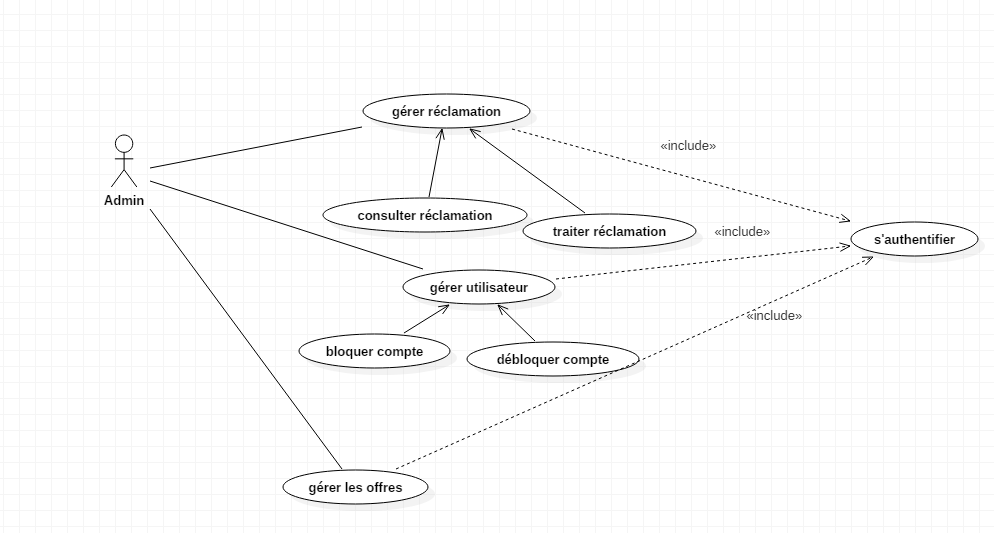 gérer réclamation
«include»
Admin
consulter réclamation
traiter réclamation
«include»
s'authentifier
gérer utilisateur
«include»
bloquer compte
débloquer compte
gérer les offres